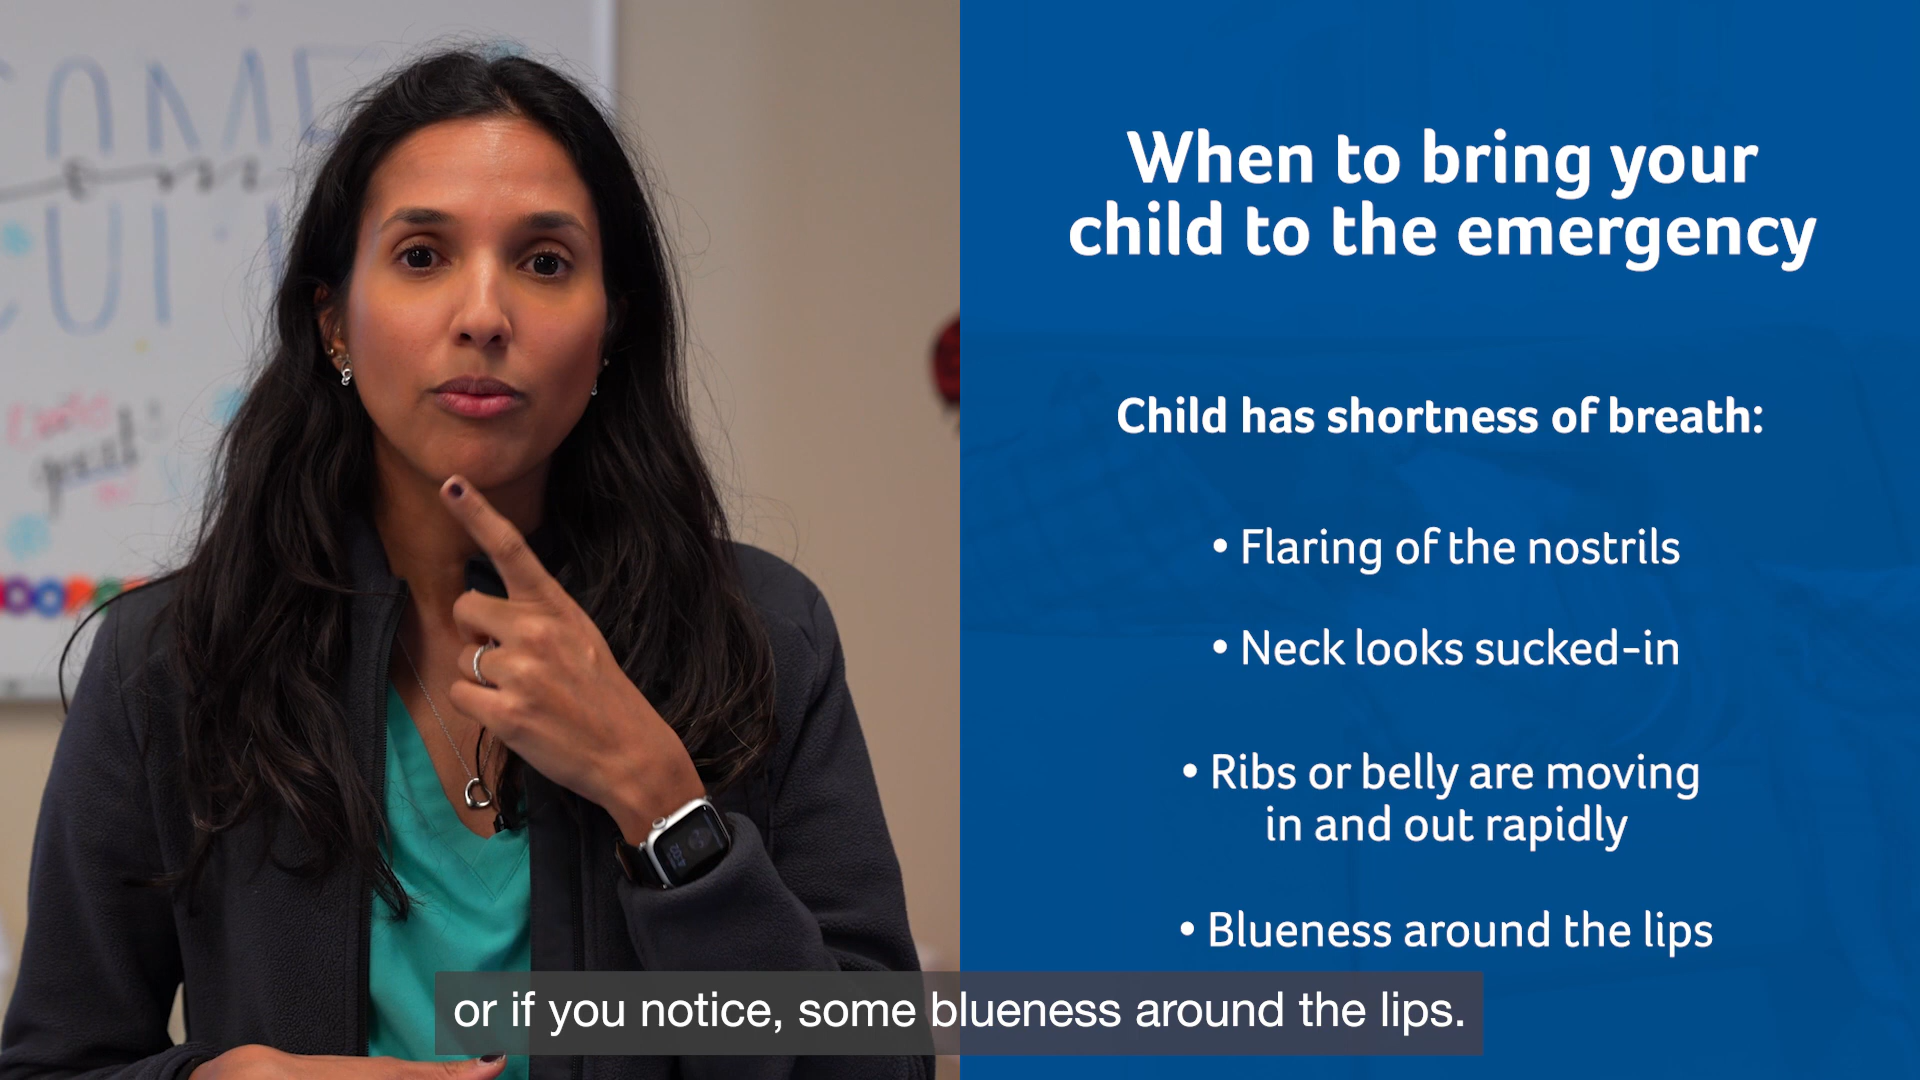 When to bring your
child to the emergency
Child has shortness of breath:
• Flaring of the nostrils
• Neck looks sucked-in
• Ribs or belly are moving
in and out rapidly
• Blueness around the lips
or if you notice, some blueness around the lips.